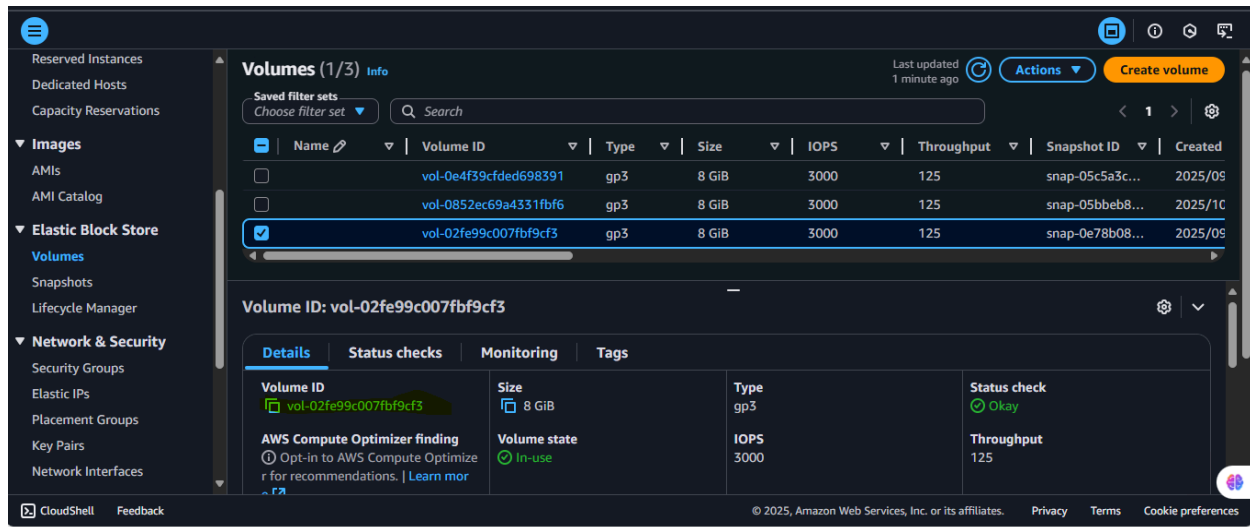 Reserved Instances
Dedicated Hosts
Capacity Reservations
Images
AMIs
AMI Catalog
Elastic Block Store
Volumes
Snapshots
Lifecycle Manager
Network & Security
Security Groups
Elastic IPs
Placement Groups
Key Pairs
Network Interfaces
Volumes (1/3) Info
Last updated
1 minute ago
Actions
Create volume
Saved filter sets
Choose filter set
Search
1
Name Volume ID Type Size IOPS Throughput Snapshot ID Created
vol-0e4f39cfded698391 gp3 8 GiB 3000 125 snap-05c5a3c... 2025/09
vol-0852ec69a4331fbf6 gp3 8 GiB 3000 125 snap-05bbeb8... 2025/10
vol-02fe99c007fbf9cf3 gp3 8 GiB 3000 125 snap-0e78b08... 2025/09
Volume ID: vol-02fe99c007fbf9cf3
Details Status checks Monitoring Tags
Volume ID
vol-02fe99c007fbf9cf3
Size
8 GiB
Type
gp3
Status check
Okay
AWS Compute Optimizer finding
Opt-in to AWS Compute Optimize
r for recommendations. | Learn mor
e
Volume state
In-use
IOPS
3000
Throughput
125
CloudShell Feedback © 2025, Amazon Web Services, Inc. or its affiliates. Privacy Terms Cookie preferences